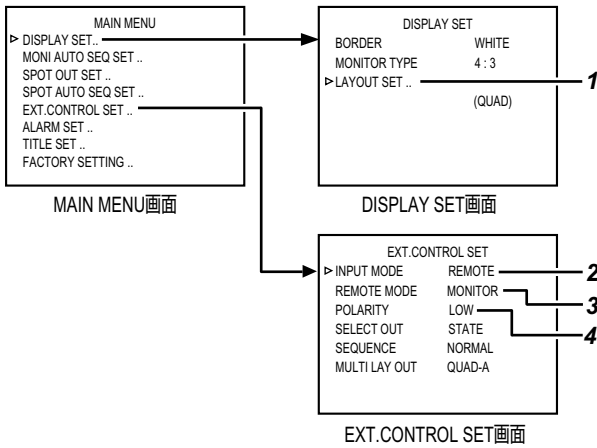 MAIN MENU
DISPLAY SET..
MONI AUTO SEQ SET ..
SPOT OUT SET ..
SPOT AUTO SEQ SET ..
EXT.CONTROL SET ..
ALARM SET ..
TITLE SET ..
FACTORY SETTING ..
MAIN MENU画面
DISPLAY SET
BORDER WHITE
MONITOR TYPE 4 : 3
LAYOUT SET .. 1
(QUAD)
DISPLAY SET画面
EXT.CONTROL SET
INPUT MODE REMOTE 2
REMOTE MODE MONITOR 3
POLARITY LOW 4
SELECT OUT STATE
SEQUENCE NORMAL
MULTI LAY OUT QUAD-A
EXT.CONTROL SET画面